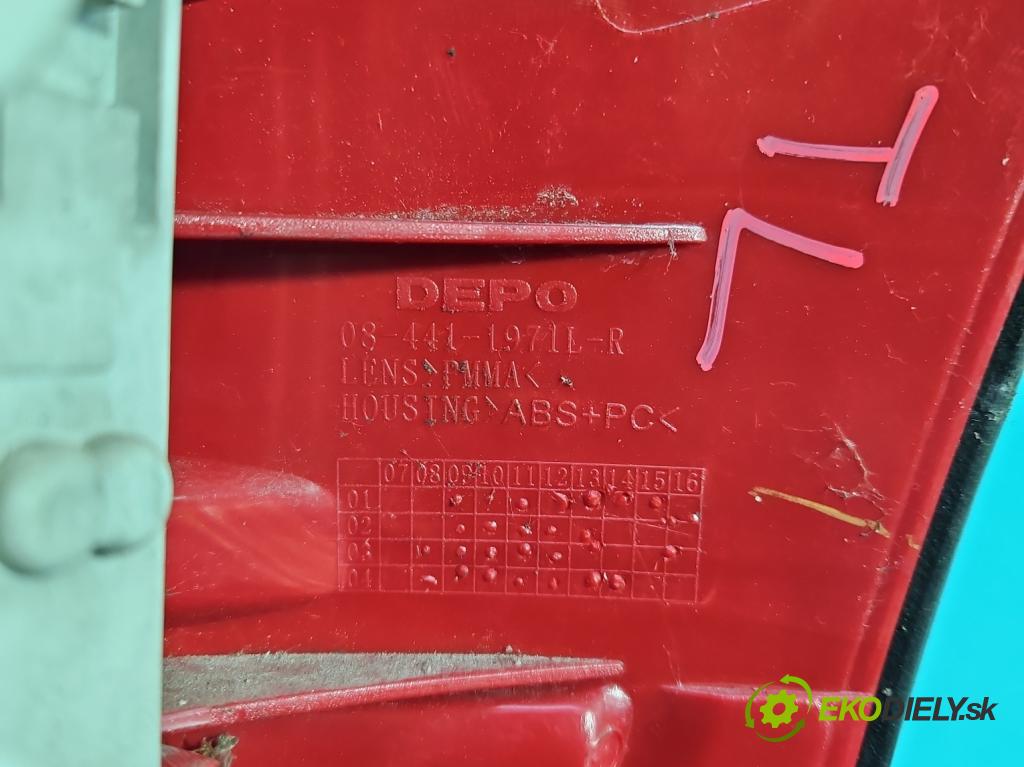 DEPO
08-441-1971L-R
LENS>PMMA<
HOUSING>ABS+PC<
07 08 09 10 11 12 13 14 15 16
01
02
03
04
LT
EKODIELY.sk